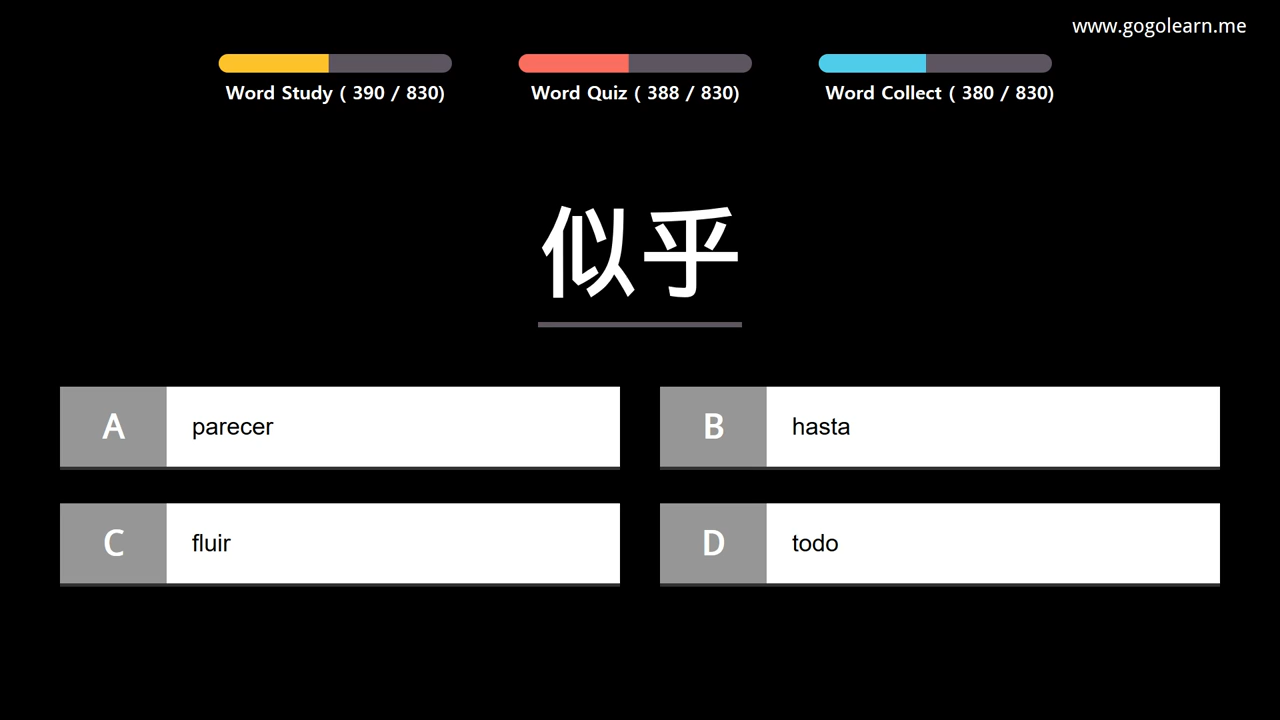 www.gogolearn.me
Word Study ( 390 / 830)
Word Quiz ( 388 / 830)
Word Collect ( 380 / 830)
似乎
A parecer
B hasta
C fluir
D todo